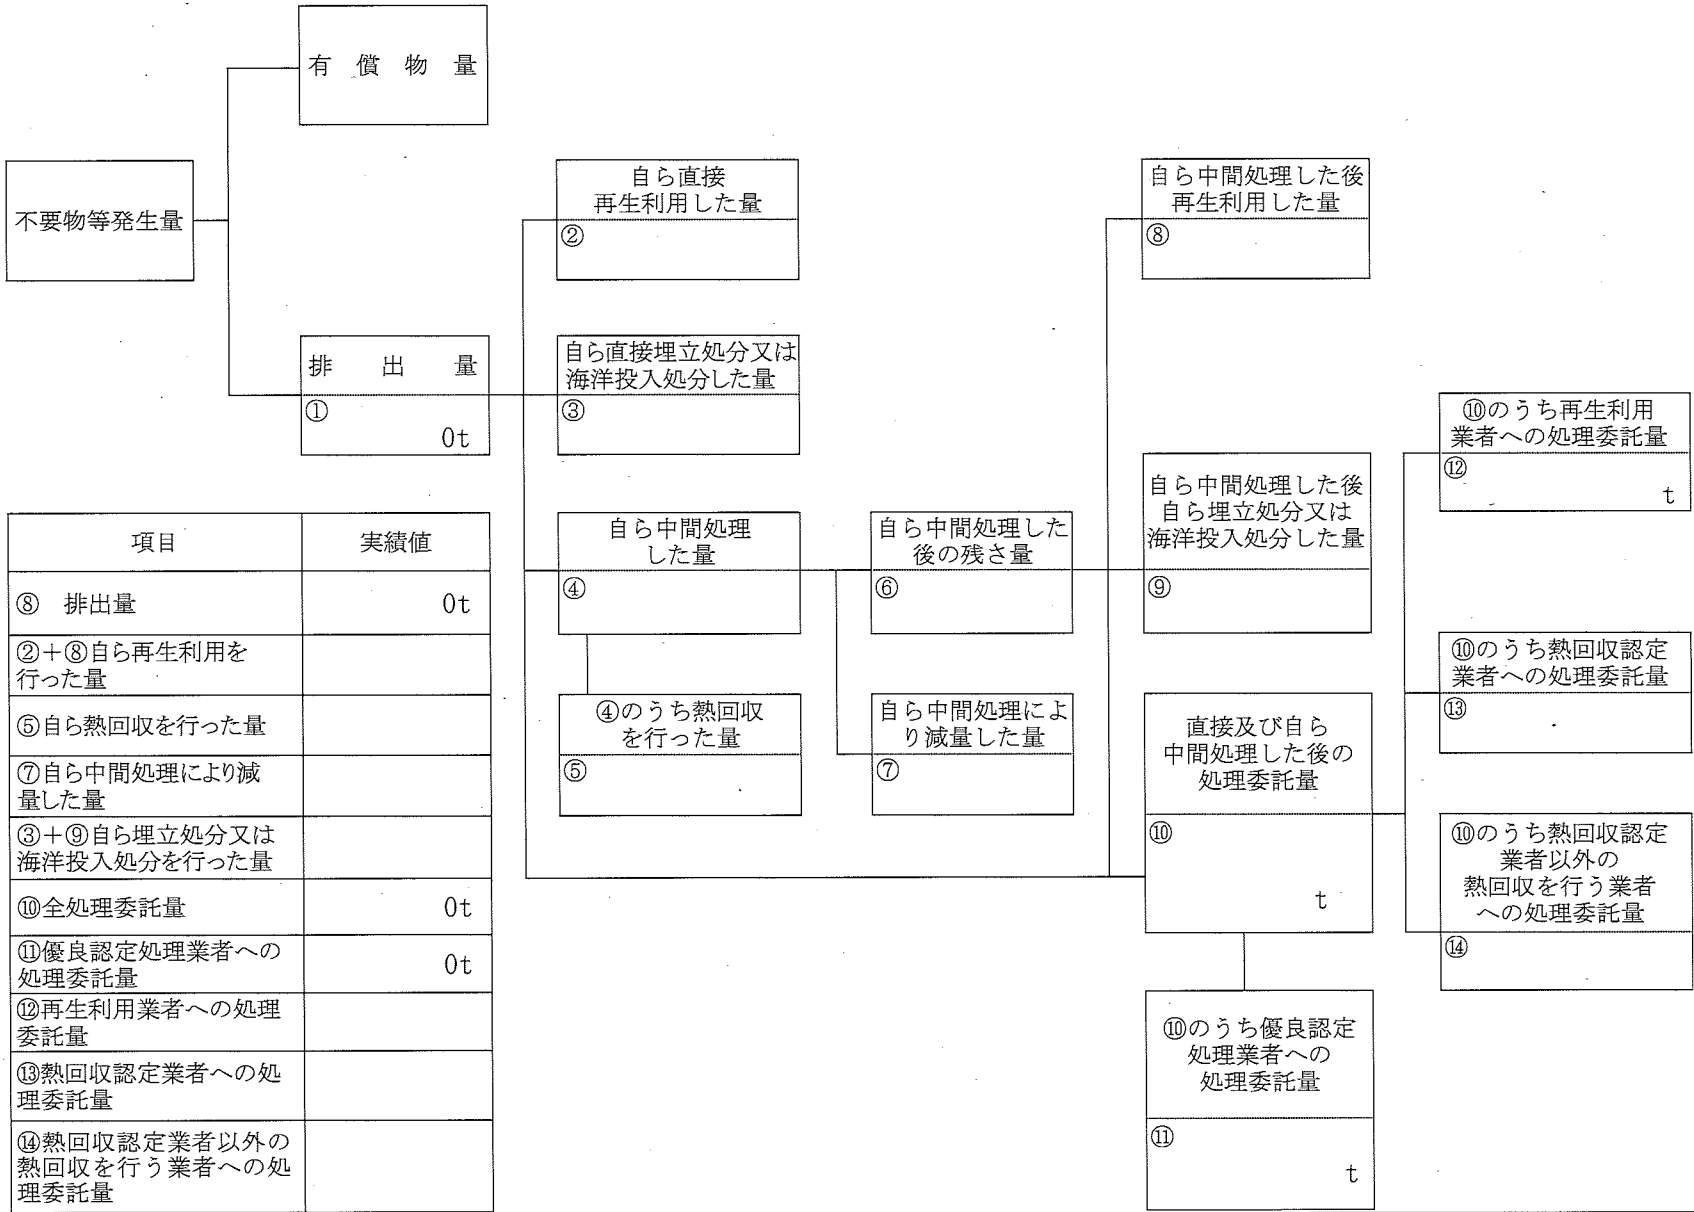 有償物量
不要物等発生量
排出量
①
0t
自ら直接
再生利用した量
②
自ら直接埋立処分又は
海洋投入処分した量
③
自ら中間処理
した量
④
④のうち熱回収
を行った量
⑤
自ら中間処理した
後の残さ量
⑥
自ら中間処理によ
り減量した量
⑦
自ら中間処理した後
再生利用した量
⑧
自ら中間処理した後
自ら埋立処分又は
海洋投入処分した量
⑨
直接及び自ら
中間処理した後の
処理委託量
⑩
t
⑩のうち優良認定
処理業者への
処理委託量
⑪
t
⑩のうち再生利用
業者への処理委託量
⑫
t
⑩のうち熱回収認定
業者への処理委託量
⑬
⑩のうち熱回収認定
業者以外の
熱回収を行う業者
への処理委託量
⑭
項目 実績値
⑧ 排出量 0t
②+⑧自ら再生利用を
行った量
⑤自ら熱回収を行った量
⑦自ら中間処理により減
量した量
③+⑨自ら埋立処分又は
海洋投入処分を行った量
⑩全処理委託量 0t
⑪優良認定処理業者への
処理委託量 0t
⑫再生利用業者への処理
委託量
⑬熱回収認定業者への処
理委託量
⑭熱回収認定業者以外の
熱回収を行う業者への処
理委託量